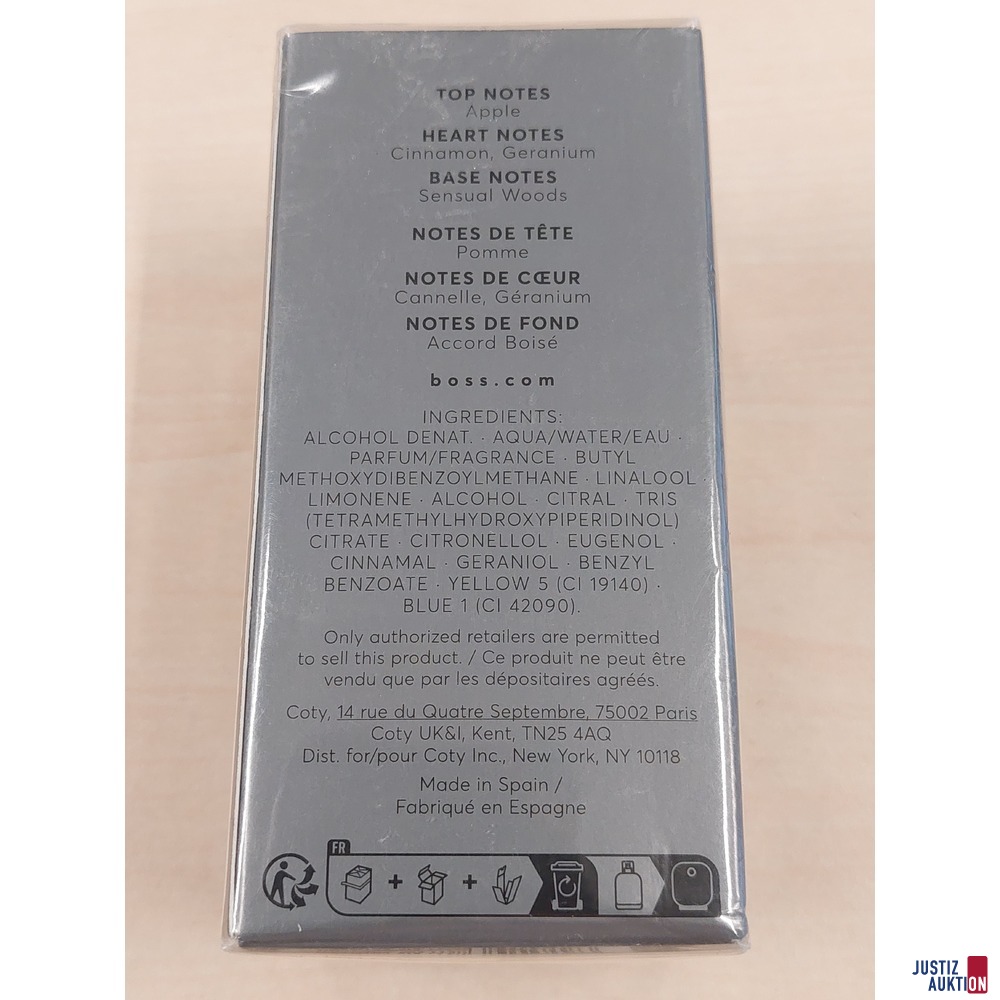 TOP NOTES
Apple
HEART NOTES
Cinnamon, Geranium
BASE NOTES
Sensual Woods
NOTES DE TÊTE
Pomme
NOTES DE CŒUR
Cannelle, Géranium
NOTES DE FOND
Accord Boisé
boss.com
INGREDIENTS:
ALCOHOL DENAT. · AQUA/WATER/EAU ·
PARFUM/FRAGRANCE · BUTYL
METHOXYDIBENZOYLMETHANE · LINALOOL ·
LIMONENE · ALCOHOL · CITRAL · TRIS
(TETRAMETHYLHYDROXYPIPERIDINOL)
CITRATE · CITRONELLOL · EUGENOL ·
CINNAMAL · GERANIOL · BENZYL
BENZOATE · YELLOW 5 (CI 19140) ·
BLUE 1 (CI 42090).
Only authorized retailers are permitted
to sell this product. / Ce produit ne peut être
vendu que par les dépositaires agréés.
Coty, 14 rue du Quatre Septembre, 75002 Paris
Coty UK&I, Kent, TN25 4AQ
Dist. for/pour Coty Inc., New York, NY 10118
Made in Spain /
Fabriqué en Espagne
FR
JUSTIZ
AUKTION